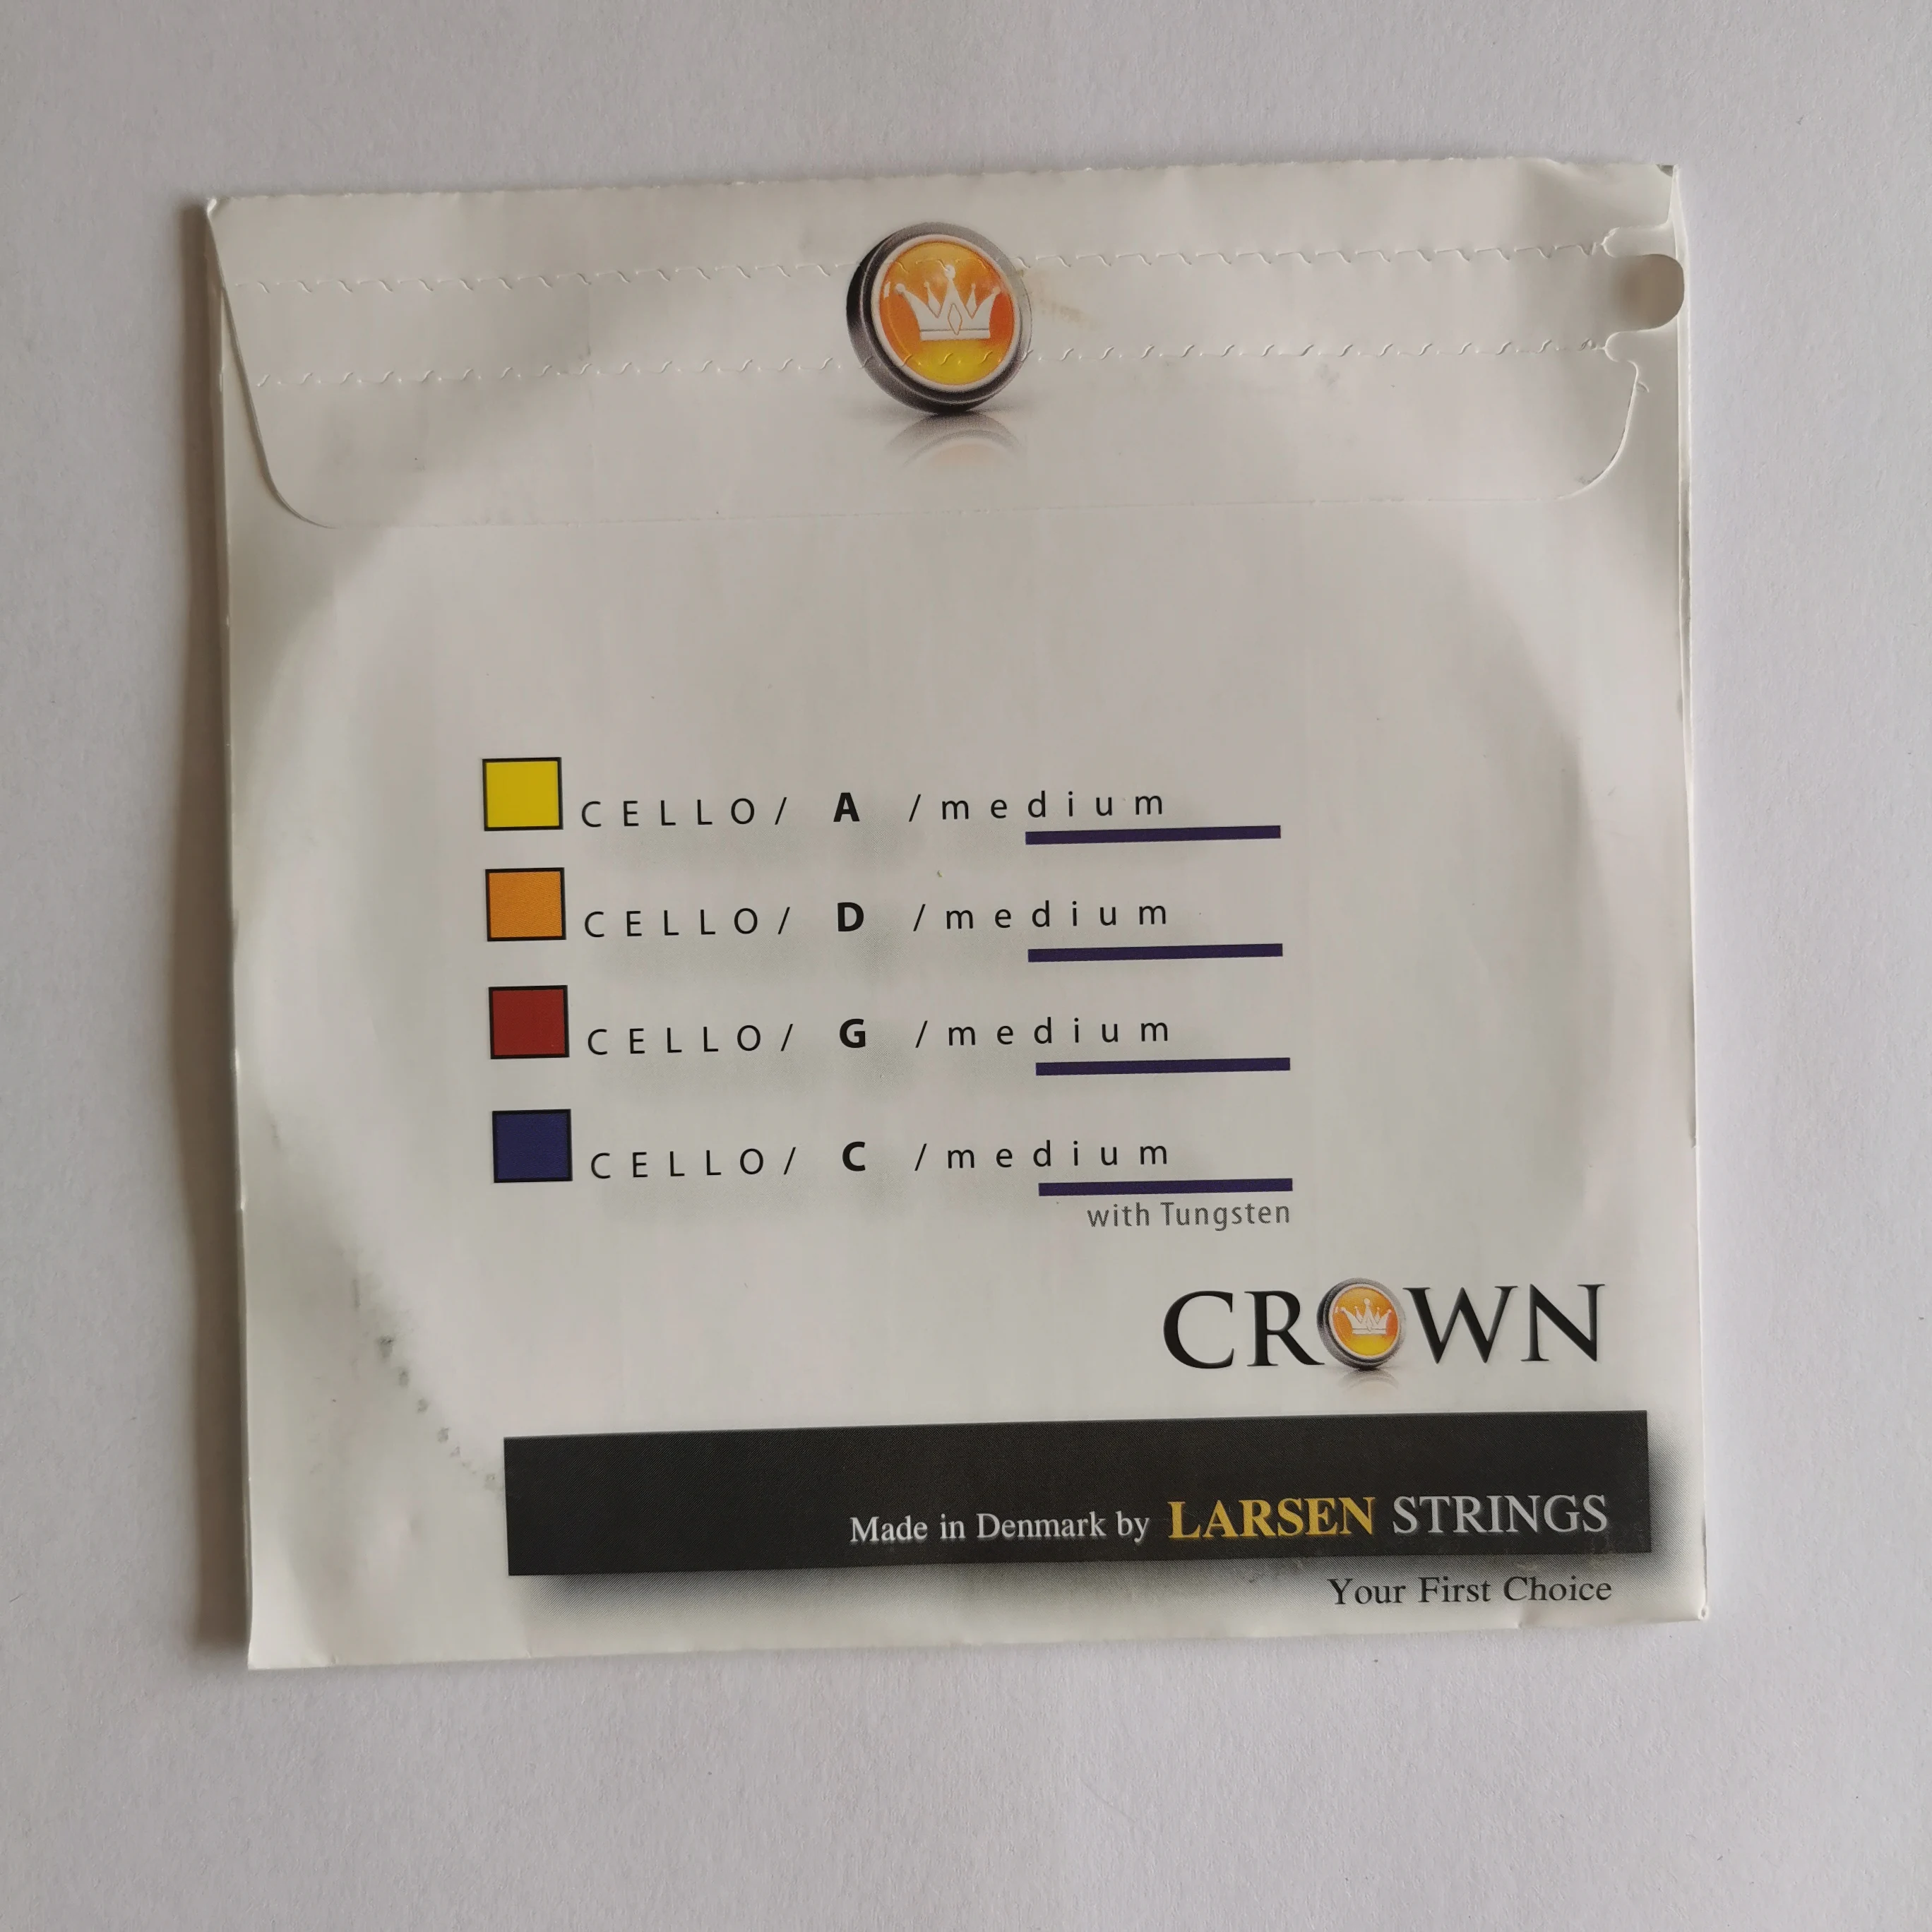 CELLO/ A /medium
CELLO/ D /medium
CELLO/ G /medium
CELLO/ C /medium
with Tungsten
CROWN
Made in Denmark by LARSEN STRINGS
Your First Choice